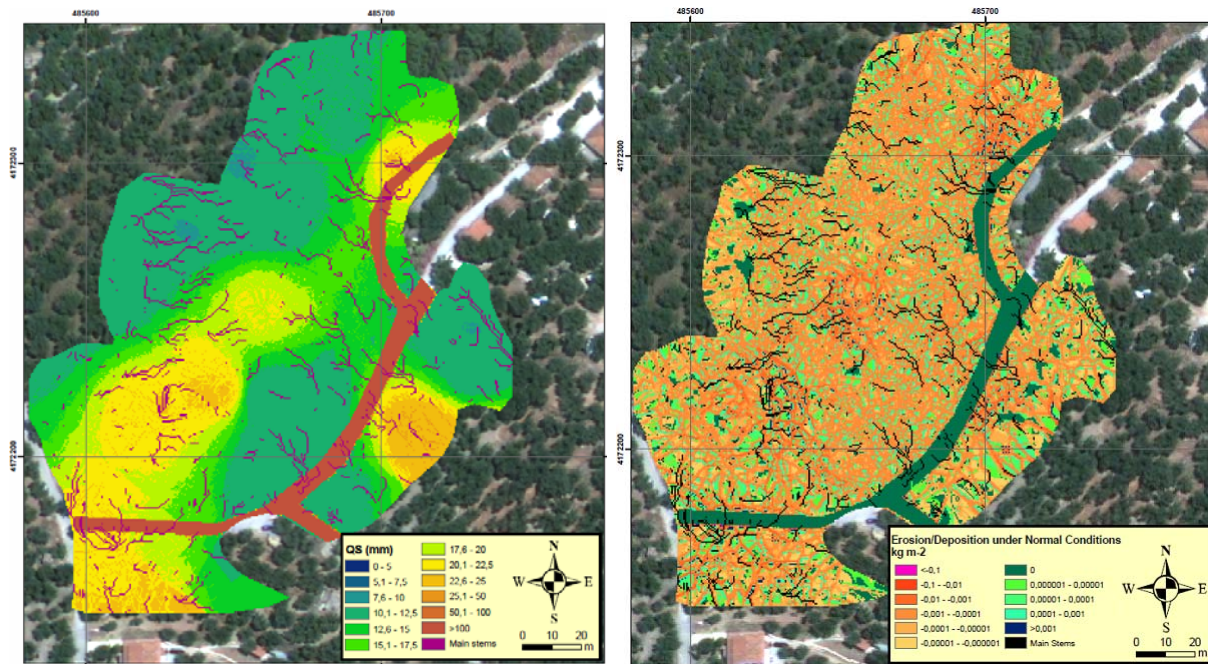 485600
485700
4172300
4172200
QS (mm)
0 - 5
5,1 - 7,5
7,6 - 10
10,1 - 12,5
12,6 - 15
15,1 - 17,5
17,6 - 20
20,1 - 22,5
22,6 - 25
25,1 - 50
50,1 - 100
>100
Main stems
N
W E
S
0 10 20
m
485600
485700
4172300
4172200
Erosion/Deposition under Normal Conditions
kg m-2
<-0,1
-0,1 - -0,01
-0,01 - -0,001
-0,001 - -0,0001
-0,0001 - -0,00001
-0,00001 - -0,000001
0
0,000001 - 0,00001
0,00001 - 0,0001
0,0001 - 0,001
>0,001
Main Stems
N
W E
S
0 10 20
m